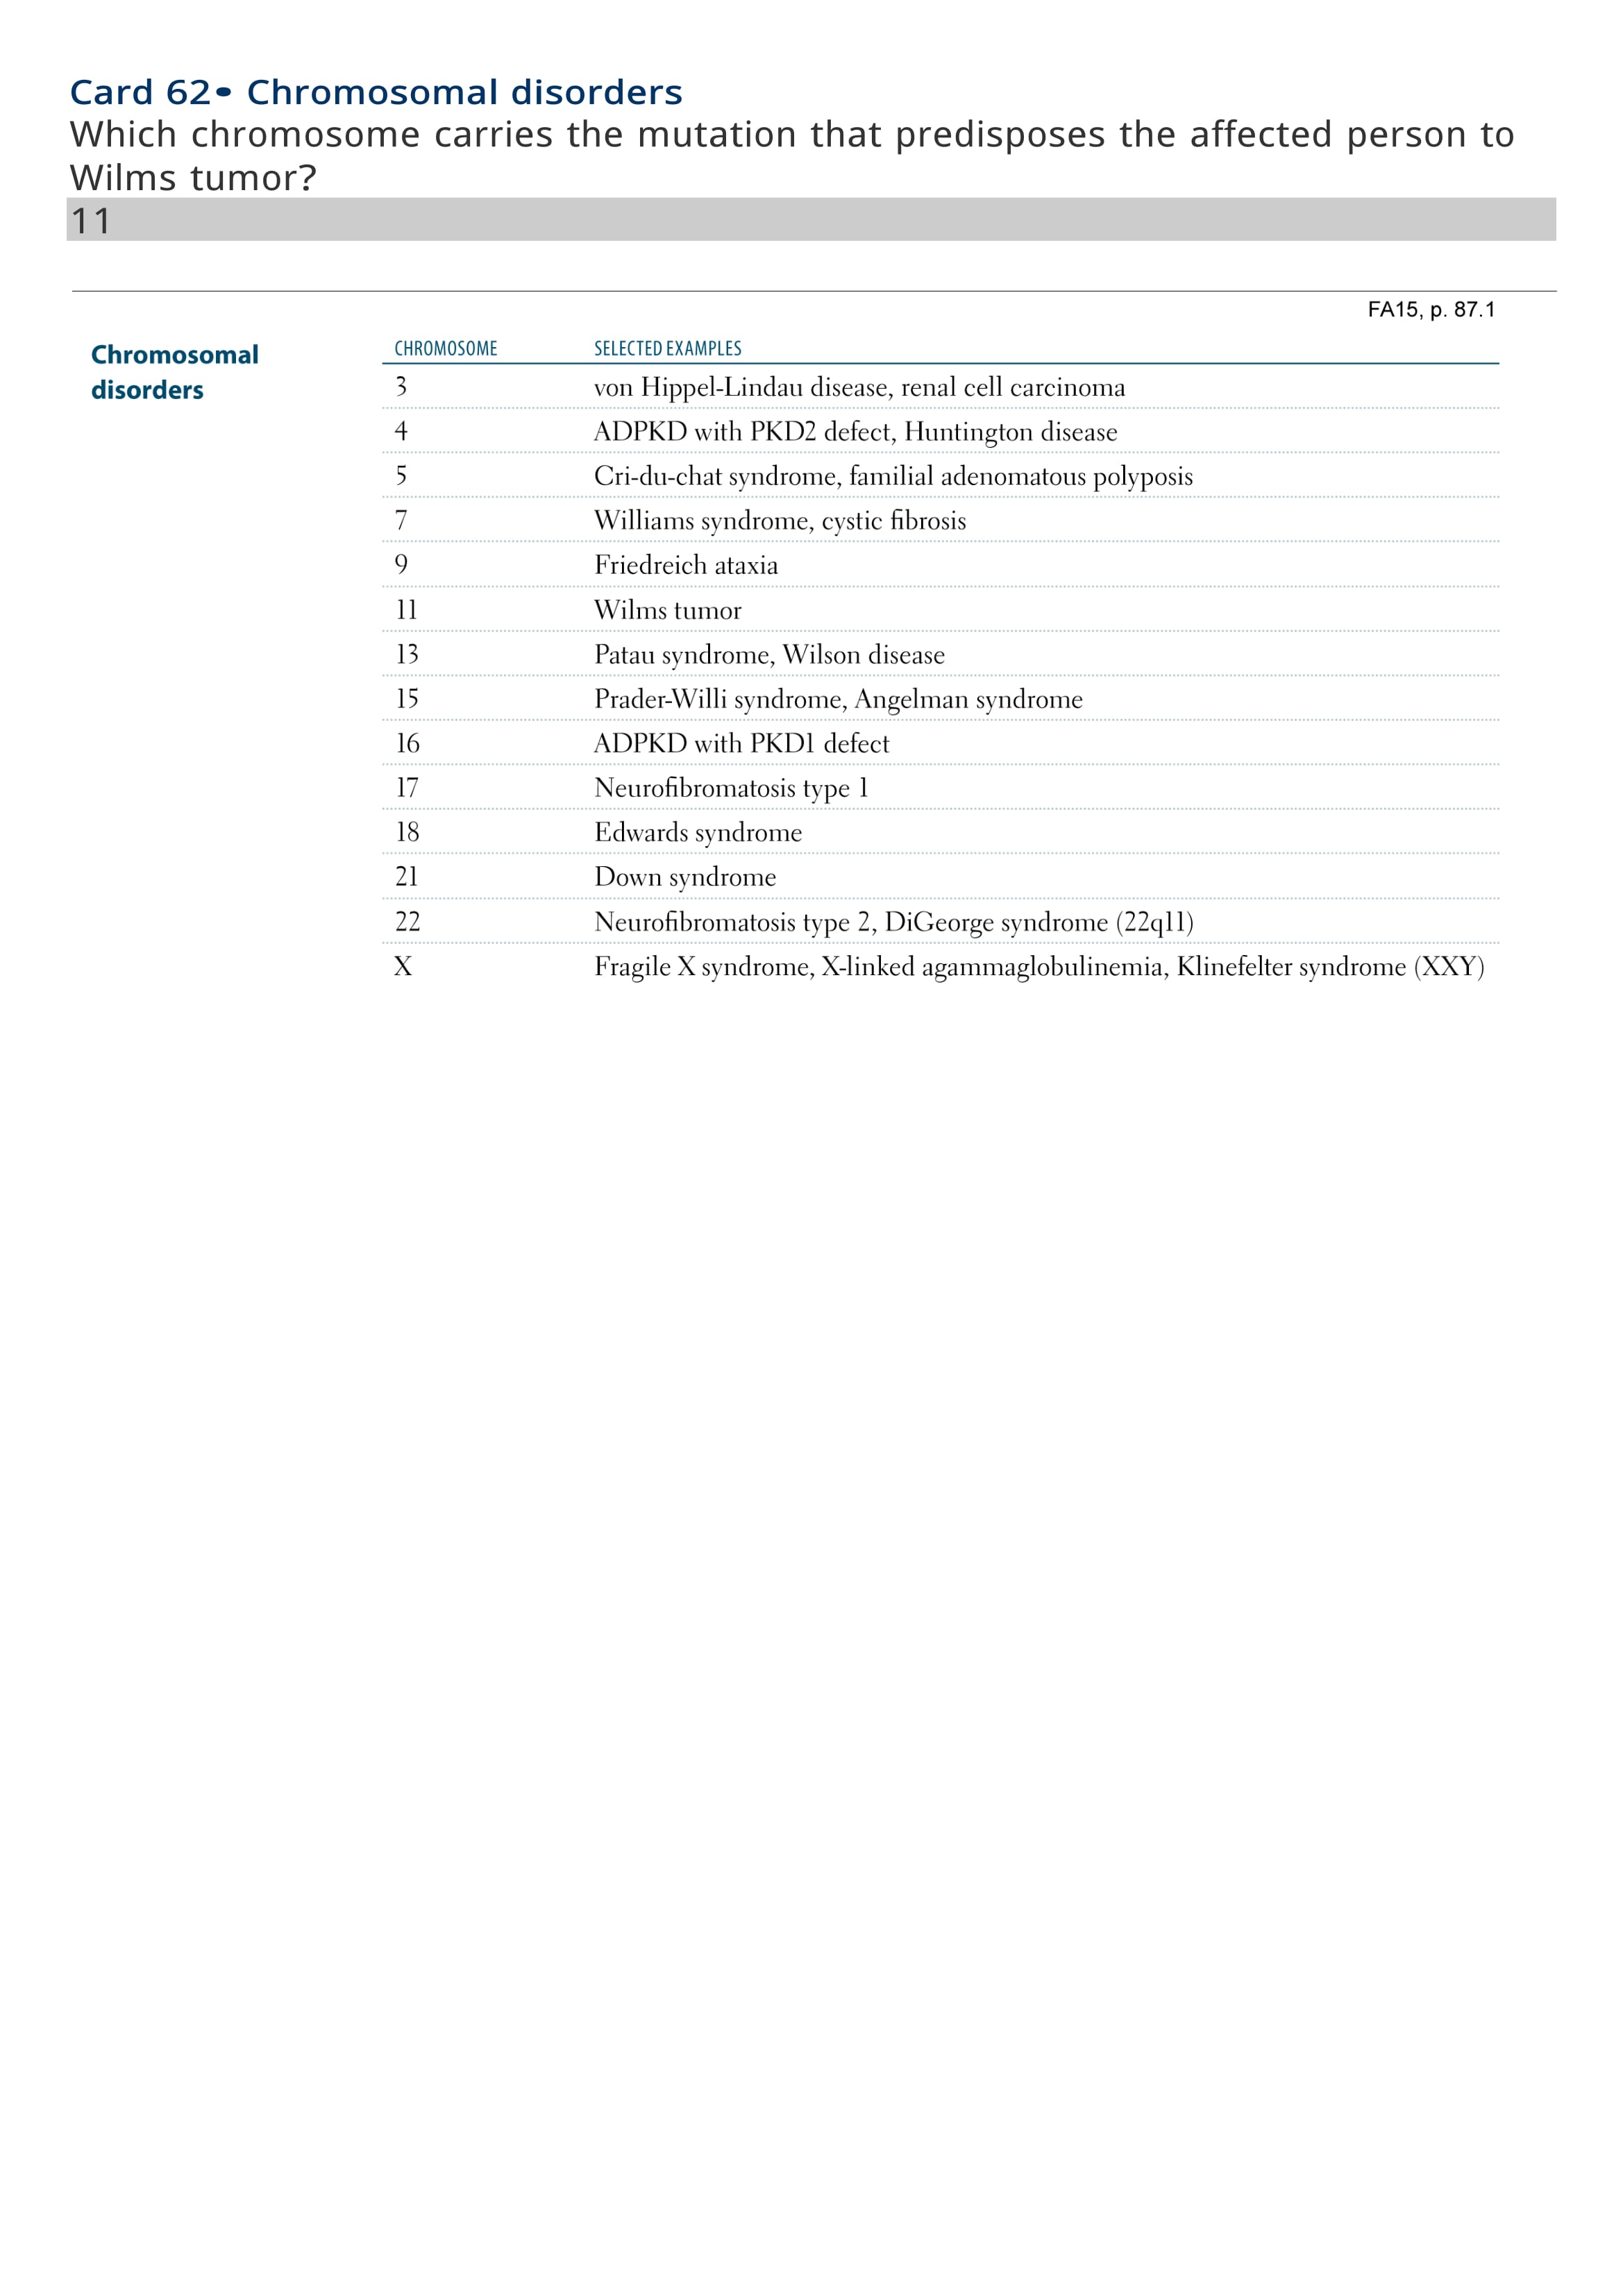 Card 62• Chromosomal disorders
Which chromosome carries the mutation that predisposes the affected person to
Wilms tumor?
11
FA15, p. 87.1
Chromosomal
disorders
CHROMOSOME SELECTED EXAMPLES
3 von Hippel-Lindau disease, renal cell carcinoma
4 ADPKD with PKD2 defect, Huntington disease
5 Cri-du-chat syndrome, familial adenomatous polyposis
7 Williams syndrome, cystic fibrosis
9 Friedreich ataxia
11 Wilms tumor
13 Patau syndrome, Wilson disease
15 Prader-Willi syndrome, Angelman syndrome
16 ADPKD with PKD1 defect
17 Neurofibromatosis type 1
18 Edwards syndrome
21 Down syndrome
22 Neurofibromatosis type 2, DiGeorge syndrome (22q11)
X Fragile X syndrome, X-linked agammaglobulinemia, Klinefelter syndrome (XXY)